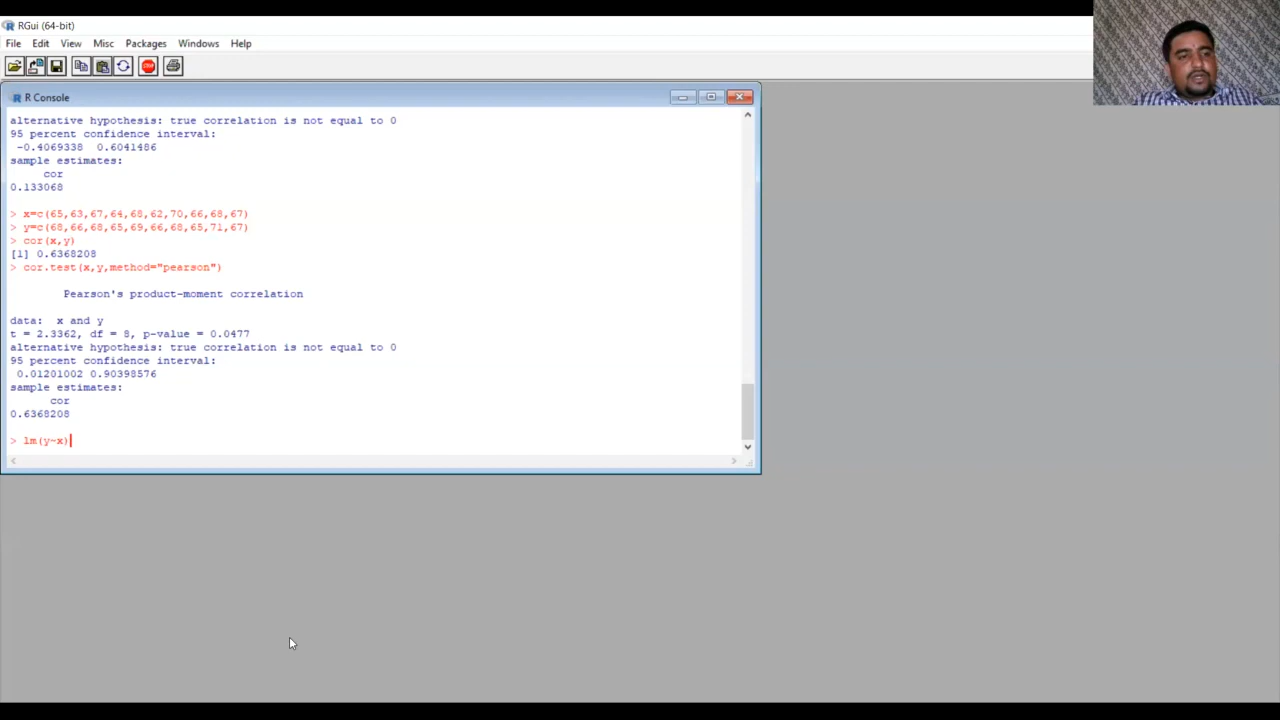 RGui (64-bit)
File Edit View Misc Packages Windows Help
STOP
R Console
alternative hypothesis: true correlation is not equal to 0
95 percent confidence interval:
-0.4069338 0.6041486
sample estimates:
cor
0.133068
> x=c(65,63,67,64,68,62,70,66,68,67)
> y=c(68,66,68,65,69,66,68,65,71,67)
> cor(x,y)
[1] 0.6368208
> cor.test(x,y,method="pearson")
Pearson's product-moment correlation
data: x and y
t = 2.3362, df = 8, p-value = 0.0477
alternative hypothesis: true correlation is not equal to 0
95 percent confidence interval:
0.01201002 0.90398576
sample estimates:
cor
0.6368208
> lm(y~x)